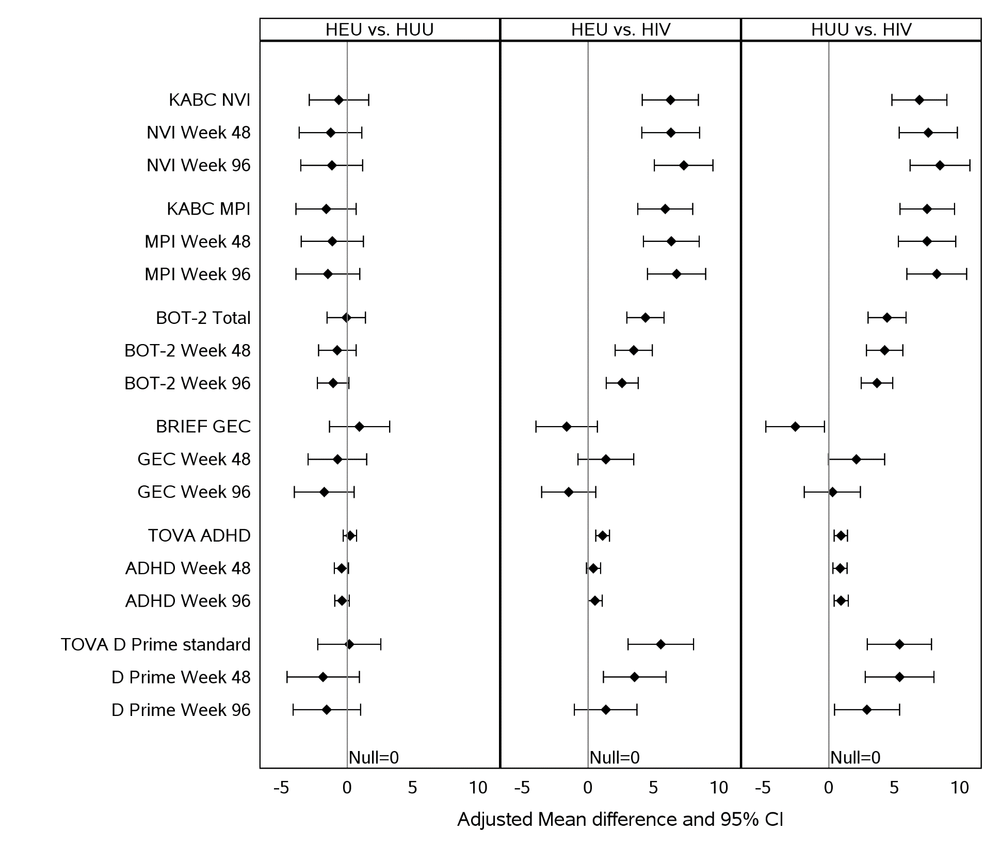 HEU vs. HUU HEU vs. HIV HUU vs. HIV
KABC NVI
NVI Week 48
NVI Week 96
KABC MPI
MPI Week 48
MPI Week 96
BOT-2 Total
BOT-2 Week 48
BOT-2 Week 96
BRIEF GEC
GEC Week 48
GEC Week 96
TOVA ADHD
ADHD Week 48
ADHD Week 96
TOVA D Prime standard
D Prime Week 48
D Prime Week 96
Null=0 Null=0 Null=0
-5 0 5 10 -5 0 5 10 -5 0 5 10
Adjusted Mean difference and 95% CI